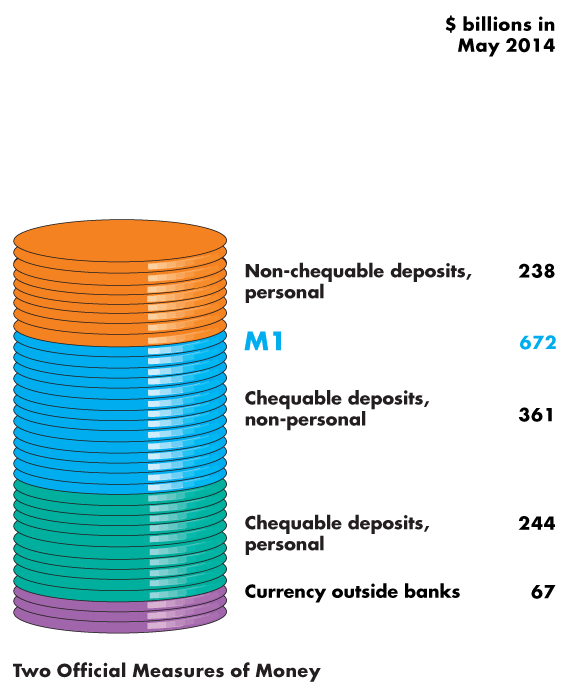 $ billions in
May 2014
Non-chequable deposits, 238
personal
M1 672
Chequable deposits,
non-personal 361
Chequable deposits, 244
personal
Currency outside banks 67
Two Official Measures of Money